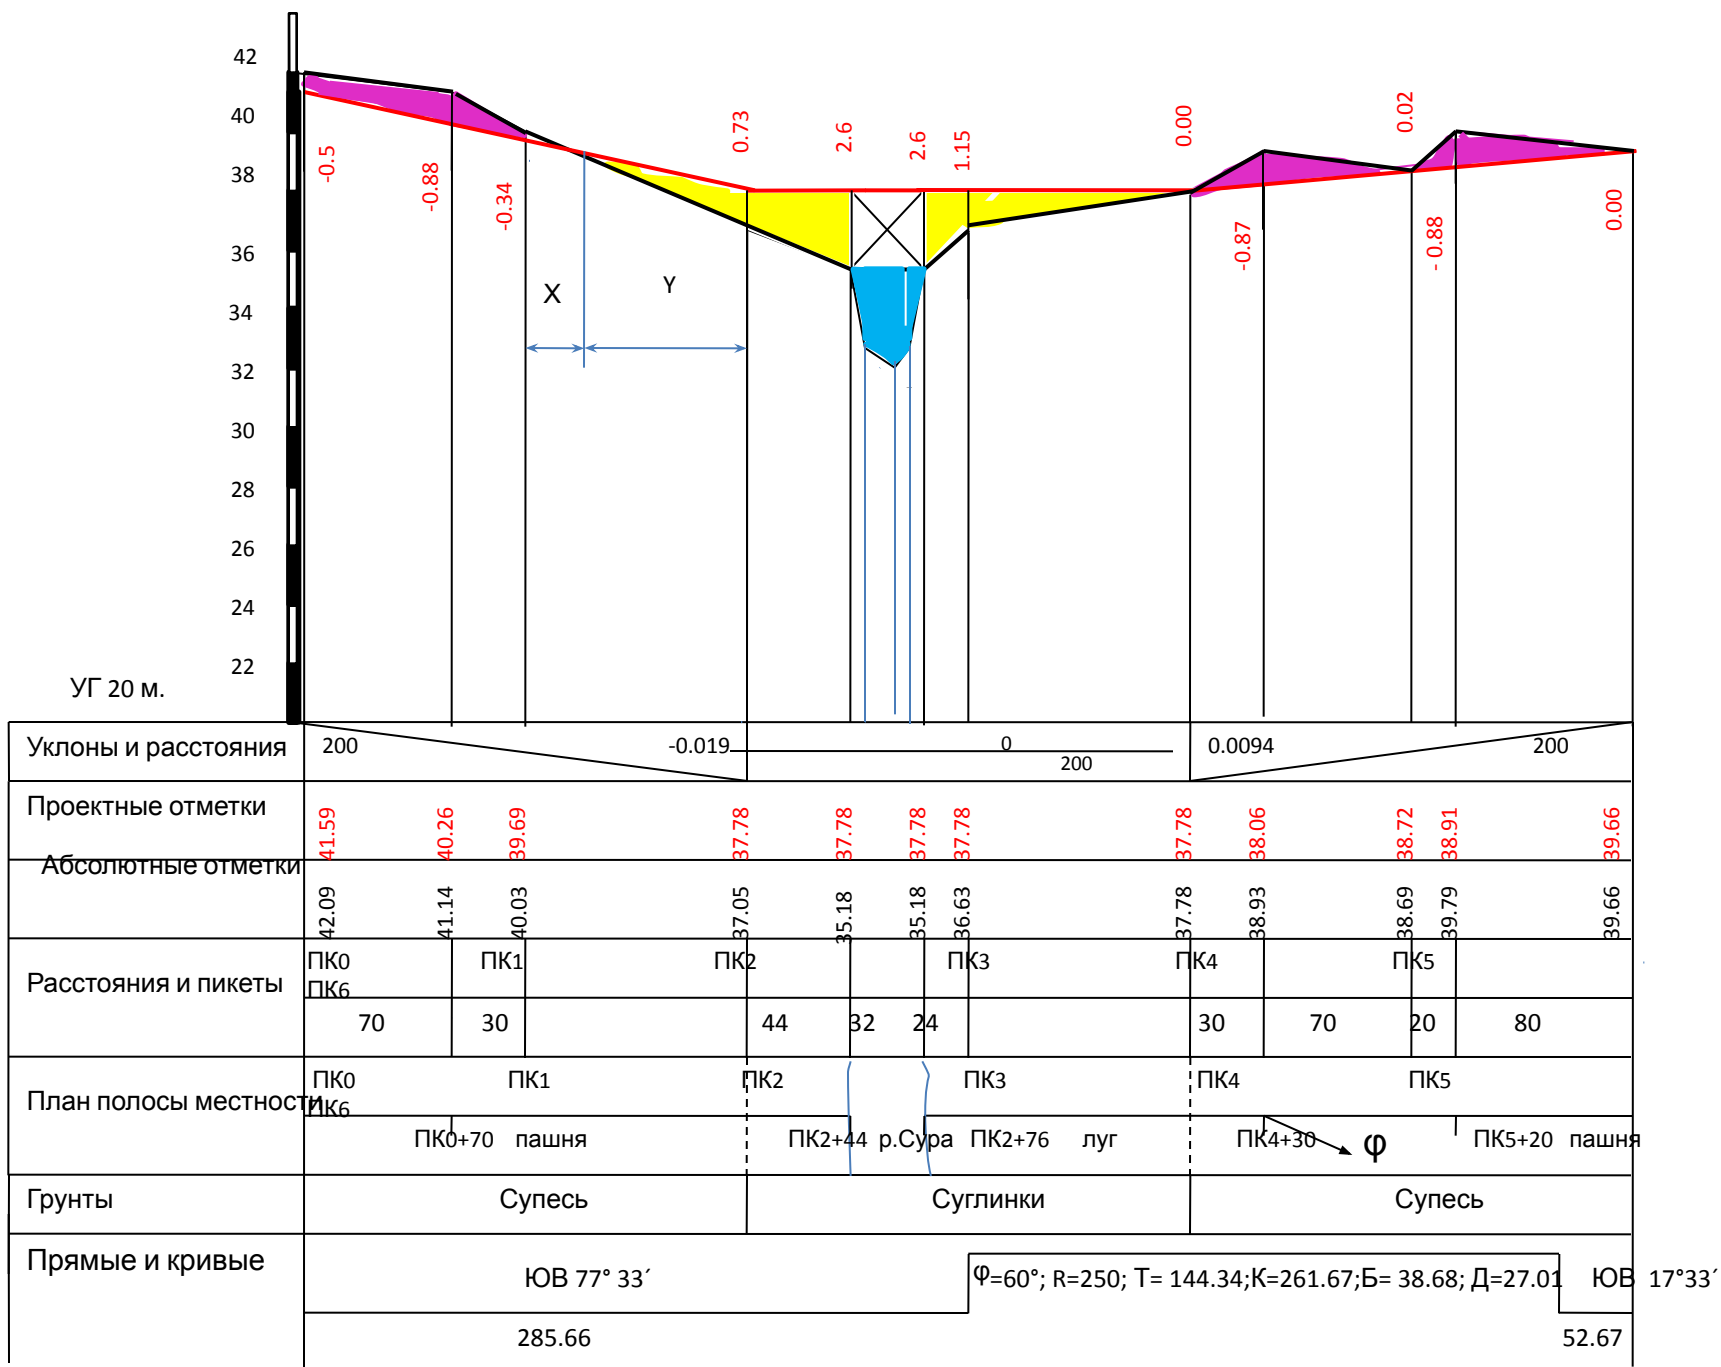 42
40
38
36
34
32
30
28
26
24
22
УГ 20 м.
-0.5
-0.88
-0.34
0.73
2.6
2.6
1.15
0.00
-0.87
0.02
- 0.88
0.00
X
Y
Уклоны и расстояния
200
-0.019
0
200
0.0094
200
Проектные отметки
41.59
40.26
39.69
37.78
37.78
37.78
37.78
37.78
38.06
38.72
38.91
39.66
Абсолютные отметки
42.09
41.14
40.03
37.05
35.18
35.18
36.63
37.78
38.93
38.69
39.79
39.66
Расстояния и пикеты
ПК0 ПК1 ПК2 ПК3 ПК4 ПК5
ПК6
70 30 44 32 24 30 70 20 80
План полосы местности
ПК0 ПК1 ПК2 ПК3 ПК4 ПК5
ПК6
ПК0+70 пашня ПК2+44 р.Сура ПК2+76 луг ПК4+30 φ ПК5+20 пашня
Грунты
Супесь
Суглинки
Супесь
Прямые и кривые
ЮВ 77° 33´
φ=60°; R=250; T= 144.34;K=261.67;Б= 38.68; Д=27.01
ЮВ 17°33´
285.66
52.67